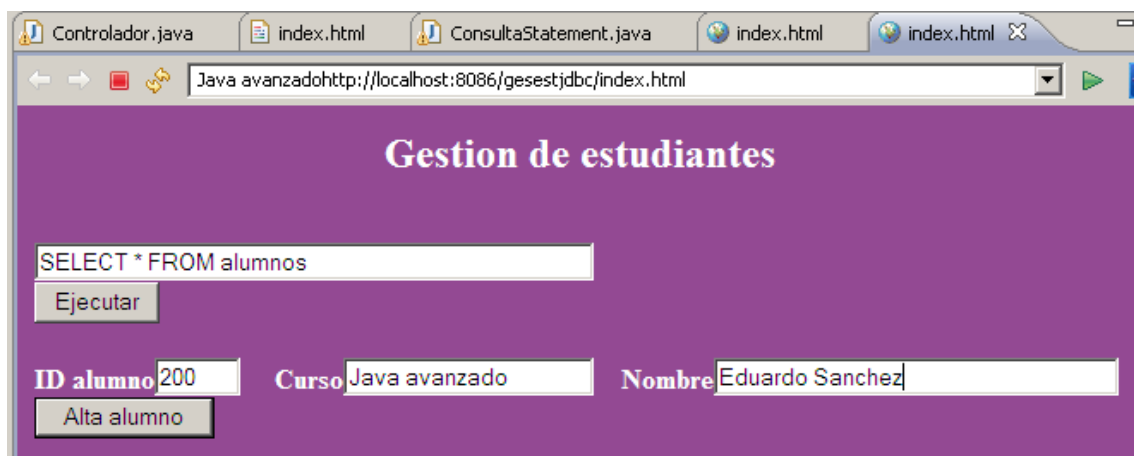 Controlador.java index.html ConsultaStatement.java index.html index.html
Java avanzadohttp://localhost:8086/gesestjdbc/index.html
Gestion de estudiantes
SELECT * FROM alumnos
Ejecutar
ID alumno 200 Curso Java avanzado Nombre Eduardo Sanchez
Alta alumno